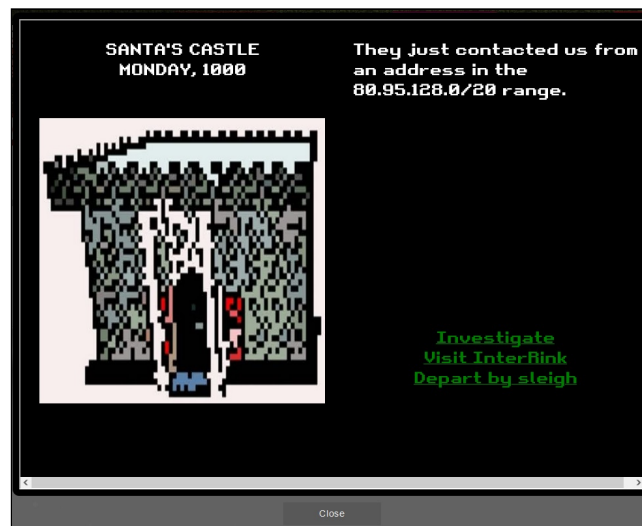 SANTA'S CASTLE
MONDAY, 1000
They just contacted us from
an address in the
80.95.128.0/20 range.
Investigate
Visit InterRink
Depart by sleigh
Close